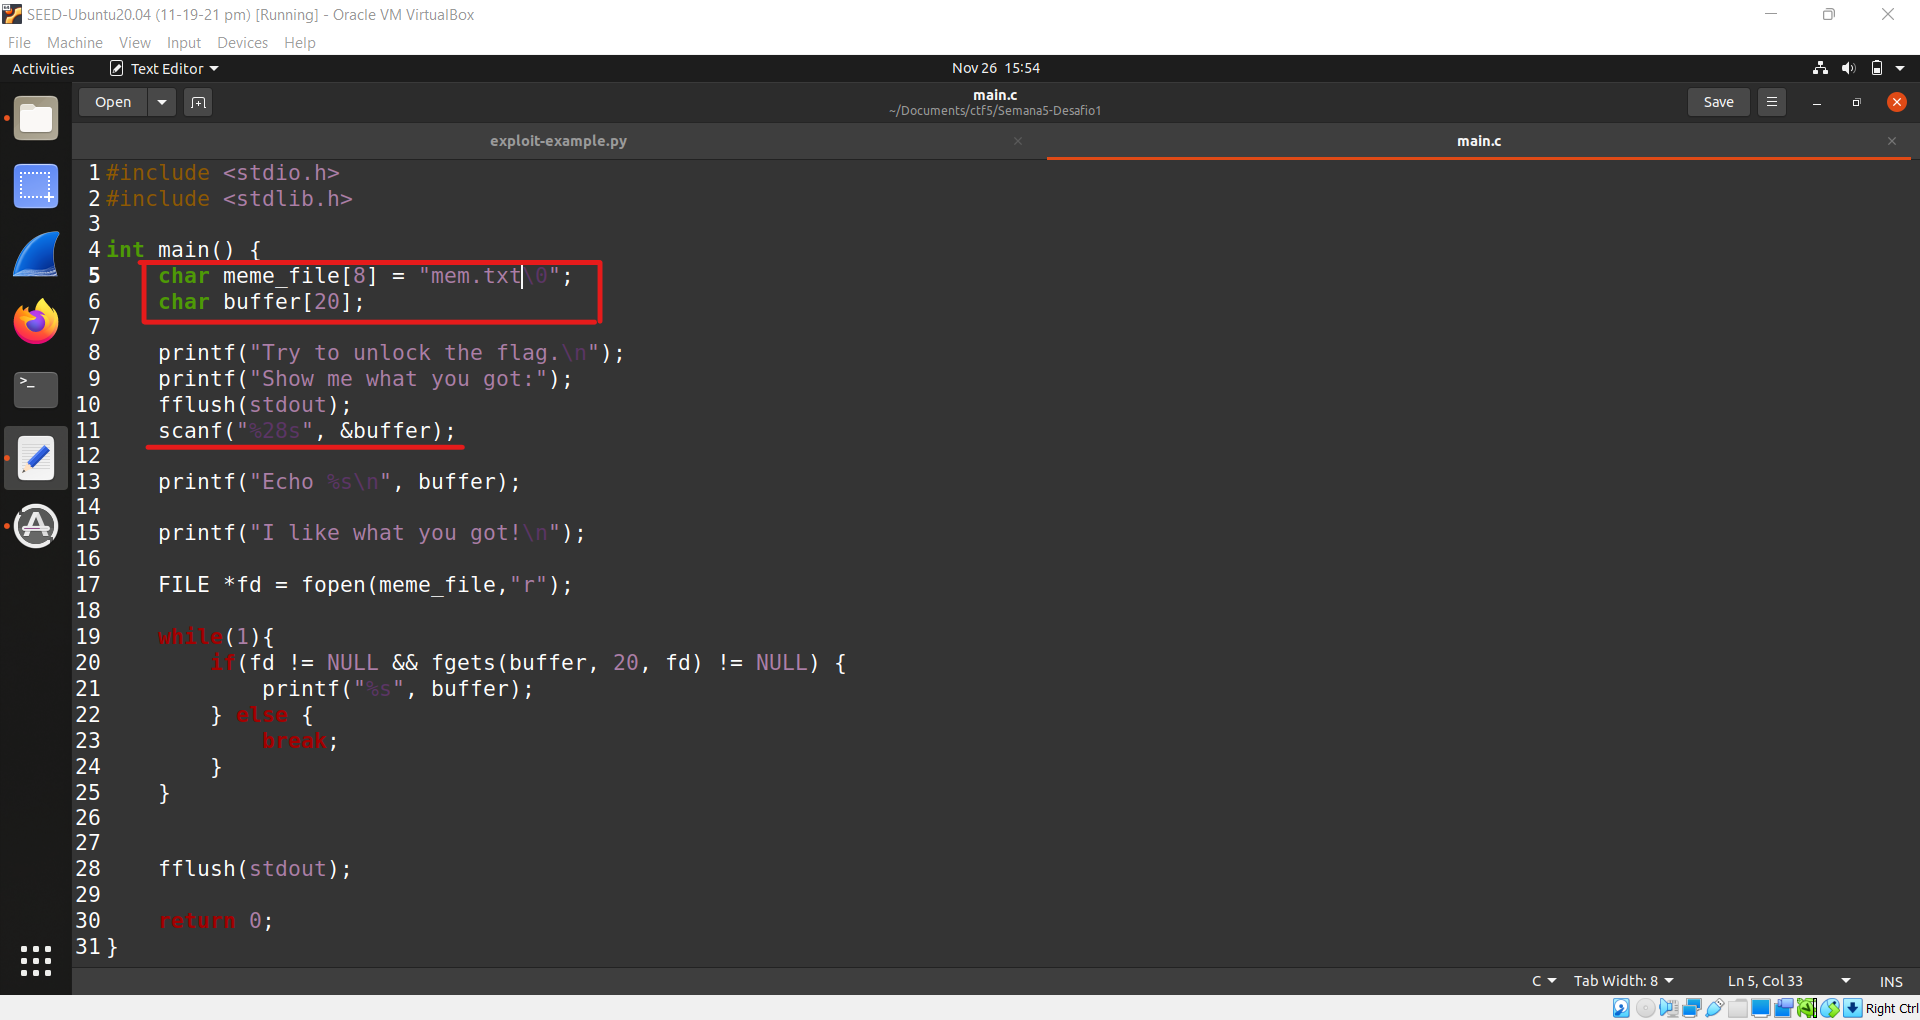 SEED-Ubuntu20.04 (11-19-21 pm) [Running] - Oracle VM VirtualBox
File Machine View Input Devices Help
Activities Text Editor Nov 26 15:54
Open main.c Save
~/Documents/ctf5/Semana5-Desafio1
exploit-example.py main.c
1 #include <stdio.h>
2 #include <stdlib.h>
3
4 int main() {
5     char meme_file[8] = "mem.txt\0";
6     char buffer[20];
7
8     printf("Try to unlock the flag.\n");
9     printf("Show me what you got:");
10     fflush(stdout);
11     scanf("%28s", &buffer);
12
13     printf("Echo %s\n", buffer);
14
15     printf("I like what you got!\n");
16
17     FILE *fd = fopen(meme_file,"r");
18
19     while(1){
20         if(fd != NULL && fgets(buffer, 20, fd) != NULL) {
21             printf("%s", buffer);
22         } else {
23             break;
24         }
25     }
26
27
28     fflush(stdout);
29
30     return 0;
31 }
C Tab Width: 8 Ln 5, Col 33 INS
Right Ctrl